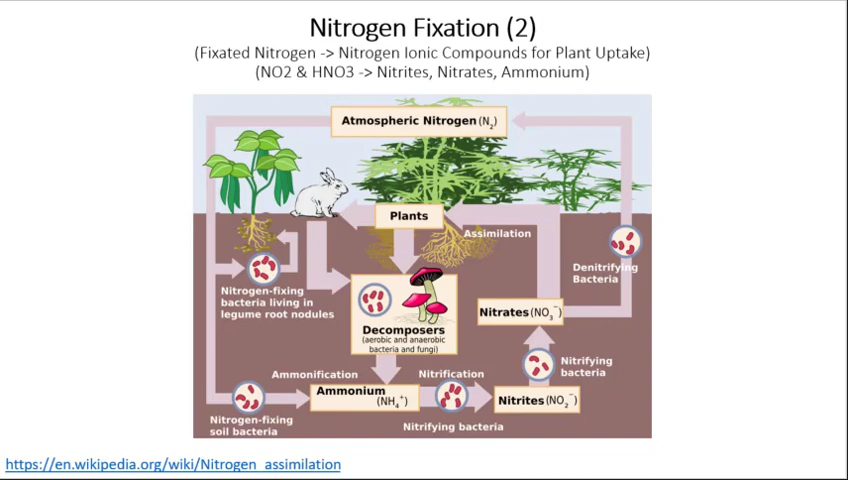 Nitrogen Fixation (2)
(Fixated Nitrogen -> Nitrogen Ionic Compounds for Plant Uptake)
(NO2 & HNO3 -> Nitrites, Nitrates, Ammonium)
Atmospheric Nitrogen (N₂)
Plants
Assimilation
Denitrifying
Bacteria
Nitrogen-fixing
bacteria living in
legume root nodules
Nitrates (NO₃⁻)
Decomposers
(aerobic and anaerobic
bacteria and fungi)
Nitrifying
bacteria
Ammonification
Nitrification
Ammonium
(NH₄⁺)
Nitrites (NO₂⁻)
Nitrogen-fixing
soil bacteria
Nitrifying bacteria
https://en.wikipedia.org/wiki/Nitrogen_assimilation